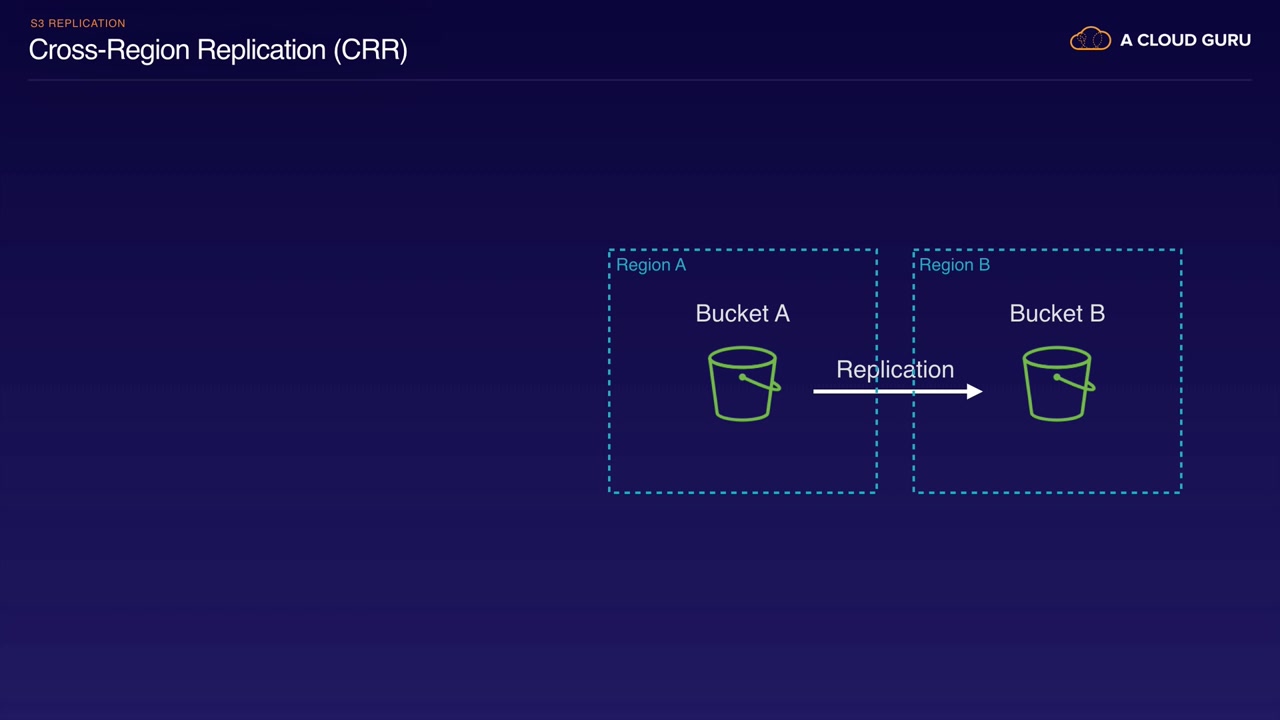 S3 REPLICATION
Cross-Region Replication (CRR)
A CLOUD GURU
Region A
Region B
Bucket A
Bucket B
Replication